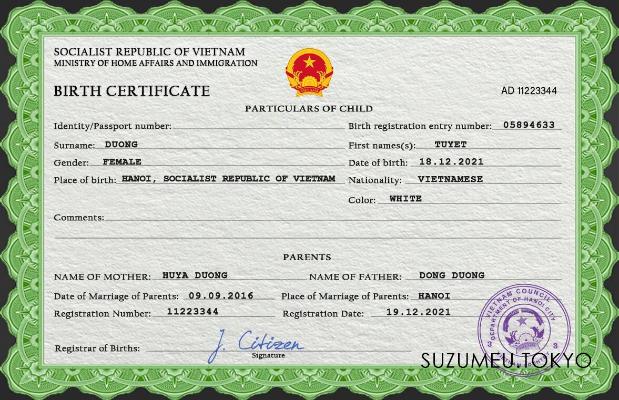 SOCIALIST REPUBLIC OF VIETNAM
MINISTRY OF HOME AFFAIRS AND IMMIGRATION
BIRTH CERTIFICATE
AD 11223344
PARTICULARS OF CHILD
Identity/Passport number:
Birth registration entry number: 05894633
Surname: DUONG
First names(s): TUYET
Gender: FEMALE
Date of birth: 18.12.2021
Place of birth: HANOI, SOCIALIST REPUBLIC OF VIETNAM
Nationality: VIETNAMESE
Color: WHITE
Comments:
PARENTS
NAME OF MOTHER: HUYA DUONG
NAME OF FATHER: DONG DUONG
Date of Marriage of Parents: 09.09.2016
Place of Marriage of Parents: HANOI
Registration Number: 11223344
Registration Date: 19.12.2021
Registrar of Births: J. Citizen
Signature
VIETNAM COUNCIL
DEPARTMENT OF HANOI CITY
3 3
SUZUMEU TOKYO